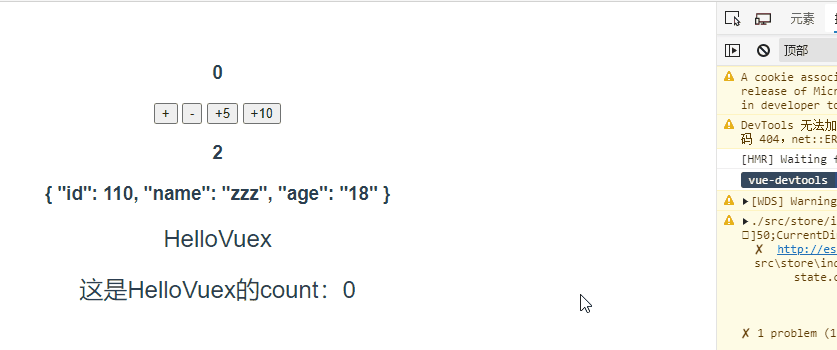 0
+ - +5 +10
2
{ "id": 110, "name": "zzz", "age": "18" }
HelloVuex
这是HelloVuex的count：0
元素
顶部
A cookie associ
release of Micr
in developer to
DevTools 无法加
码 404，net::ER
[HMR] Waiting f
vue-devtools
[WDS] Warning
./src/store/i
]50;CurrentDi
✘ http://es
src\store\ind
state.c
✘ 1 problem (1